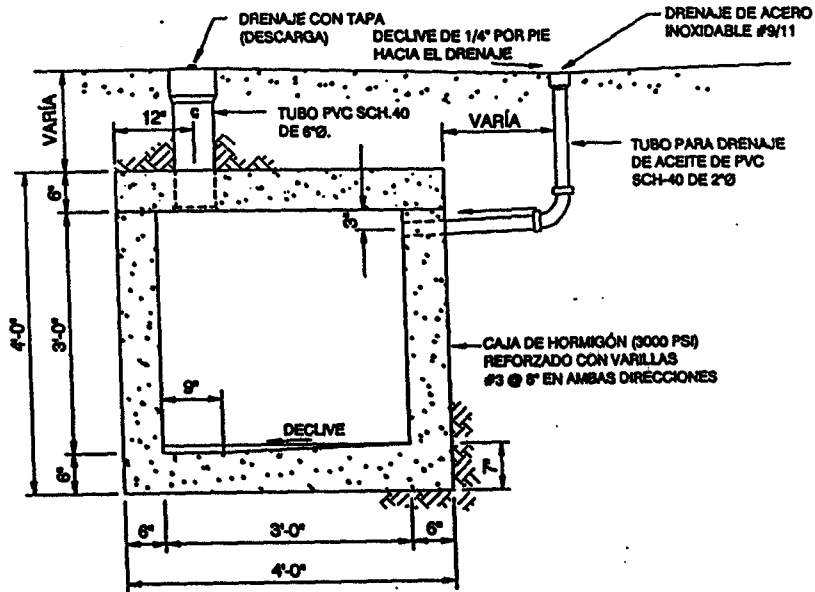 DRENAJE CON TAPA
(DESCARGA)
DECLIVE DE 1/4" POR PIE
HACIA EL DRENAJE
DRENAJE DE ACERO
INOXIDABLE #9/11
VARÍA
12"
C
TUBO PVC SCH.40
DE 6"Ø.
VARÍA
TUBO PARA DRENAJE
DE ACEITE DE PVC
SCH-40 DE 2"Ø
6"
3"
4'-0"
3'-0"
CAJA DE HORMIGÓN (3000 PSI)
REFORZADO CON VARILLAS
#3 @ 8" EN AMBAS DIRECCIONES
9"
DECLIVE
6"
7"
6"
3'-0"
6"
4'-0"